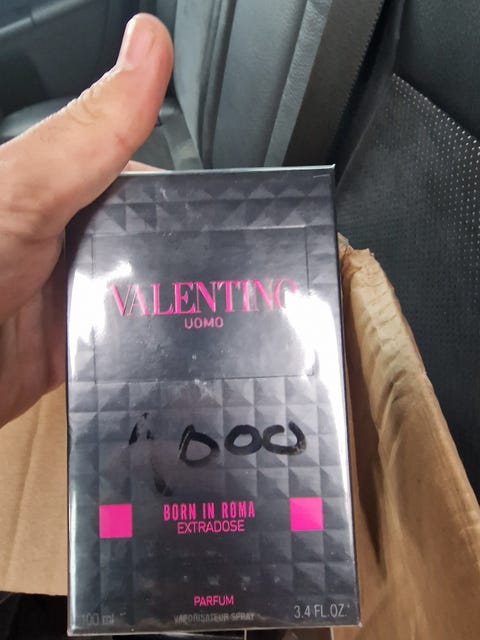 VALENTINO
UOMO
1000
BORN IN ROMA
EXTRADOSE
PARFUM
100 ml
VAPORISATEUR SPRAY
3.4 FL.OZ